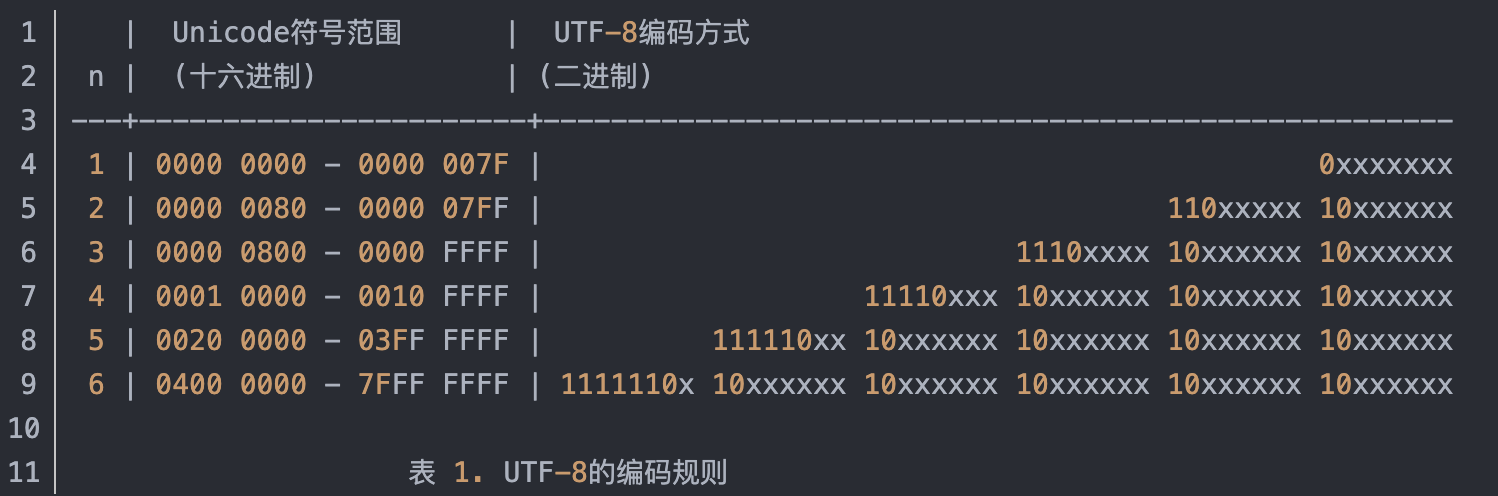 1    |  Unicode符号范围      |  UTF-8编码方式
2  n |  (十六进制)           | (二进制)
3 ---+-----------------------+------------------------------------------------------
4  1 | 0000 0000 - 0000 007F |                                              0xxxxxxx
5  2 | 0000 0080 - 0000 07FF |                                     110xxxxx 10xxxxxx
6  3 | 0000 0800 - 0000 FFFF |                            1110xxxx 10xxxxxx 10xxxxxx
7  4 | 0001 0000 - 0010 FFFF |                   11110xxx 10xxxxxx 10xxxxxx 10xxxxxx
8  5 | 0020 0000 - 03FF FFFF |          111110xx 10xxxxxx 10xxxxxx 10xxxxxx 10xxxxxx
9  6 | 0400 0000 - 7FFF FFFF | 1111110x 10xxxxxx 10xxxxxx 10xxxxxx 10xxxxxx 10xxxxxx
10
11                    表 1. UTF-8的编码规则